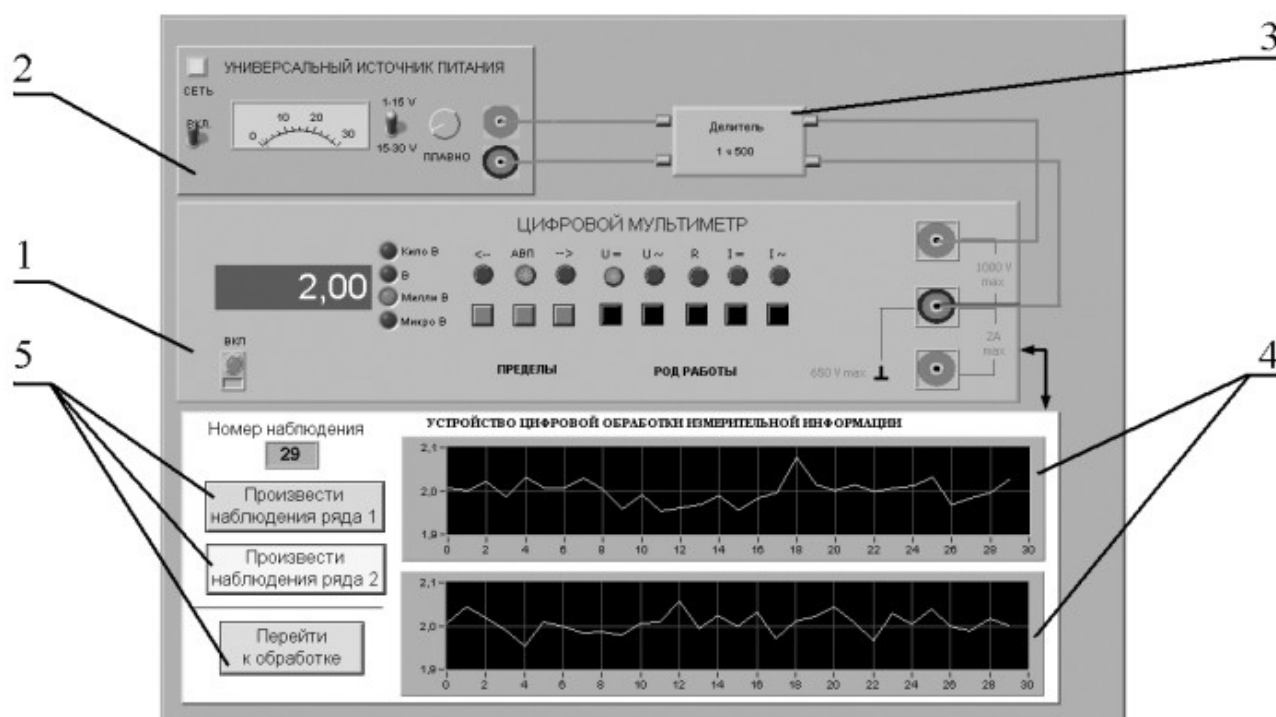 2
3
УНИВЕРСАЛЬНЫЙ ИСТОЧНИК ПИТАНИЯ
СЕТЬ
ВКЛ.
0 10 20 30
1-15 V
15-30 V
ПЛАВНО
Делитель
1 ч 500
1
ЦИФРОВОЙ МУЛЬТИМЕТР
2,00
Кило В
В
Милли В
Микро В
<-- АВП --> U = U ~ R I = I ~
ВКЛ
ПРЕДЕЛЫ
РОД РАБОТЫ
1000 V
max
2A
max
650 V max
5
4
Номер наблюдения
29
Произвести
наблюдения ряда 1
Произвести
наблюдения ряда 2
Перейти
к обработке
УСТРОЙСТВО ЦИФРОВОЙ ОБРАБОТКИ ИЗМЕРИТЕЛЬНОЙ ИНФОРМАЦИИ
2,1
2,0
1,9
0 2 4 6 8 10 12 14 16 18 20 22 24 26 28 30
2,1
2,0
1,9
0 2 4 6 8 10 12 14 16 18 20 22 24 26 28 30